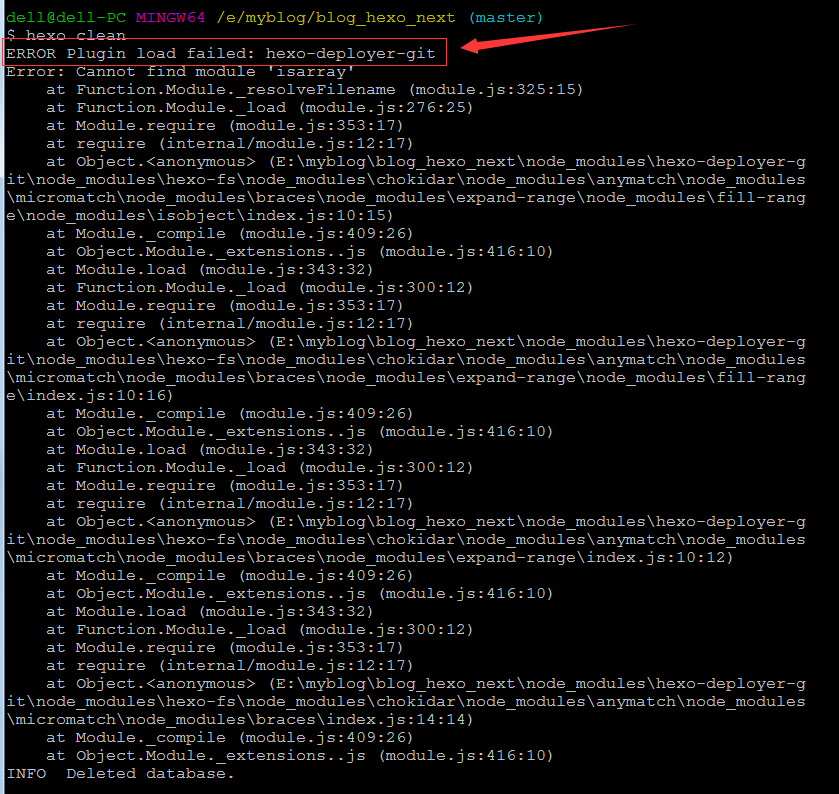 dell@dell-PC MINGW64 /e/myblog/blog_hexo_next (master)
$ hexo clean
ERROR Plugin load failed: hexo-deployer-git
Error: Cannot find module 'isarray'
    at Function.Module._resolveFilename (module.js:325:15)
    at Function.Module._load (module.js:276:25)
    at Module.require (module.js:353:17)
    at require (internal/module.js:12:17)
    at Object.<anonymous> (E:\myblog\blog_hexo_next\node_modules\hexo-deployer-g
it\node_modules\hexo-fs\node_modules\chokidar\node_modules\anymatch\node_modules
\micromatch\node_modules\braces\node_modules\expand-range\node_modules\fill-rang
e\node_modules\isobject\index.js:10:15)
    at Module._compile (module.js:409:26)
    at Object.Module._extensions..js (module.js:416:10)
    at Module.load (module.js:343:32)
    at Function.Module._load (module.js:300:12)
    at Module.require (module.js:353:17)
    at require (internal/module.js:12:17)
    at Object.<anonymous> (E:\myblog\blog_hexo_next\node_modules\hexo-deployer-g
it\node_modules\hexo-fs\node_modules\chokidar\node_modules\anymatch\node_modules
\micromatch\node_modules\braces\node_modules\expand-range\node_modules\fill-rang
e\index.js:10:16)
    at Module._compile (module.js:409:26)
    at Object.Module._extensions..js (module.js:416:10)
    at Module.load (module.js:343:32)
    at Function.Module._load (module.js:300:12)
    at Module.require (module.js:353:17)
    at require (internal/module.js:12:17)
    at Object.<anonymous> (E:\myblog\blog_hexo_next\node_modules\hexo-deployer-g
it\node_modules\hexo-fs\node_modules\chokidar\node_modules\anymatch\node_modules
\micromatch\node_modules\braces\node_modules\expand-range\index.js:10:12)
    at Module._compile (module.js:409:26)
    at Object.Module._extensions..js (module.js:416:10)
    at Module.load (module.js:343:32)
    at Function.Module._load (module.js:300:12)
    at Module.require (module.js:353:17)
    at require (internal/module.js:12:17)
    at Object.<anonymous> (E:\myblog\blog_hexo_next\node_modules\hexo-deployer-g
it\node_modules\hexo-fs\node_modules\chokidar\node_modules\anymatch\node_modules
\micromatch\node_modules\braces\index.js:14:14)
    at Module._compile (module.js:409:26)
    at Object.Module._extensions..js (module.js:416:10)
INFO  Deleted database.